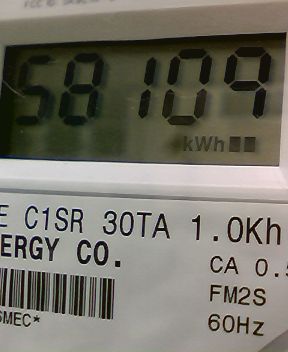 58109
kWh
E C1SR 30TA 1.0Kh
ERGY CO.
CA 0.5
FM2S
SMEC*
60Hz